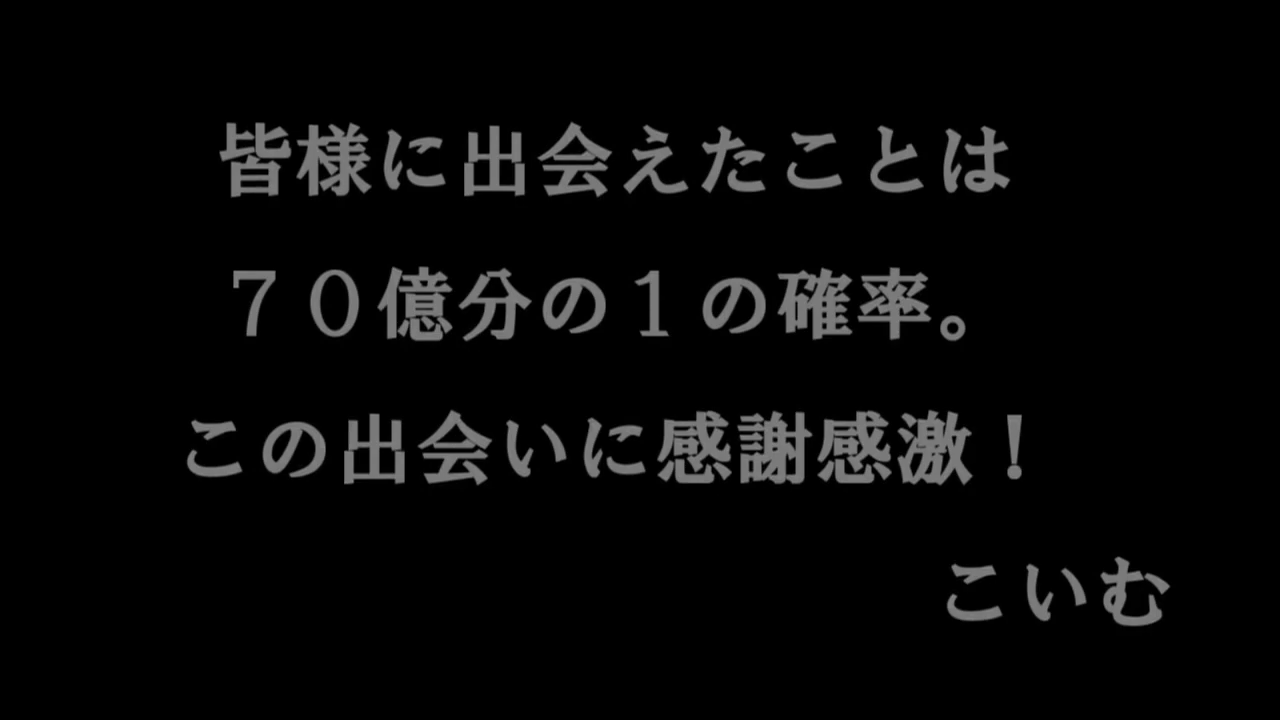 皆様に出会えたことは
７０億分の１の確率。
この出会いに感謝感激！
こいむ